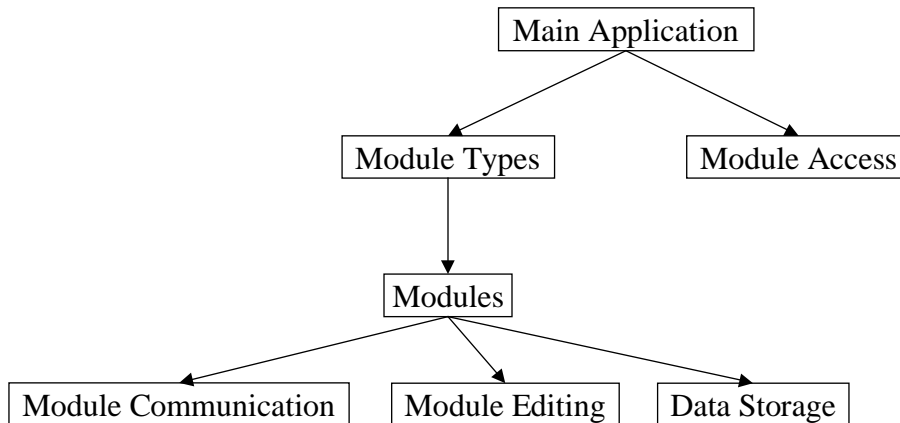 Main Application
Module Types
Module Access
Modules
Module Communication
Module Editing
Data Storage